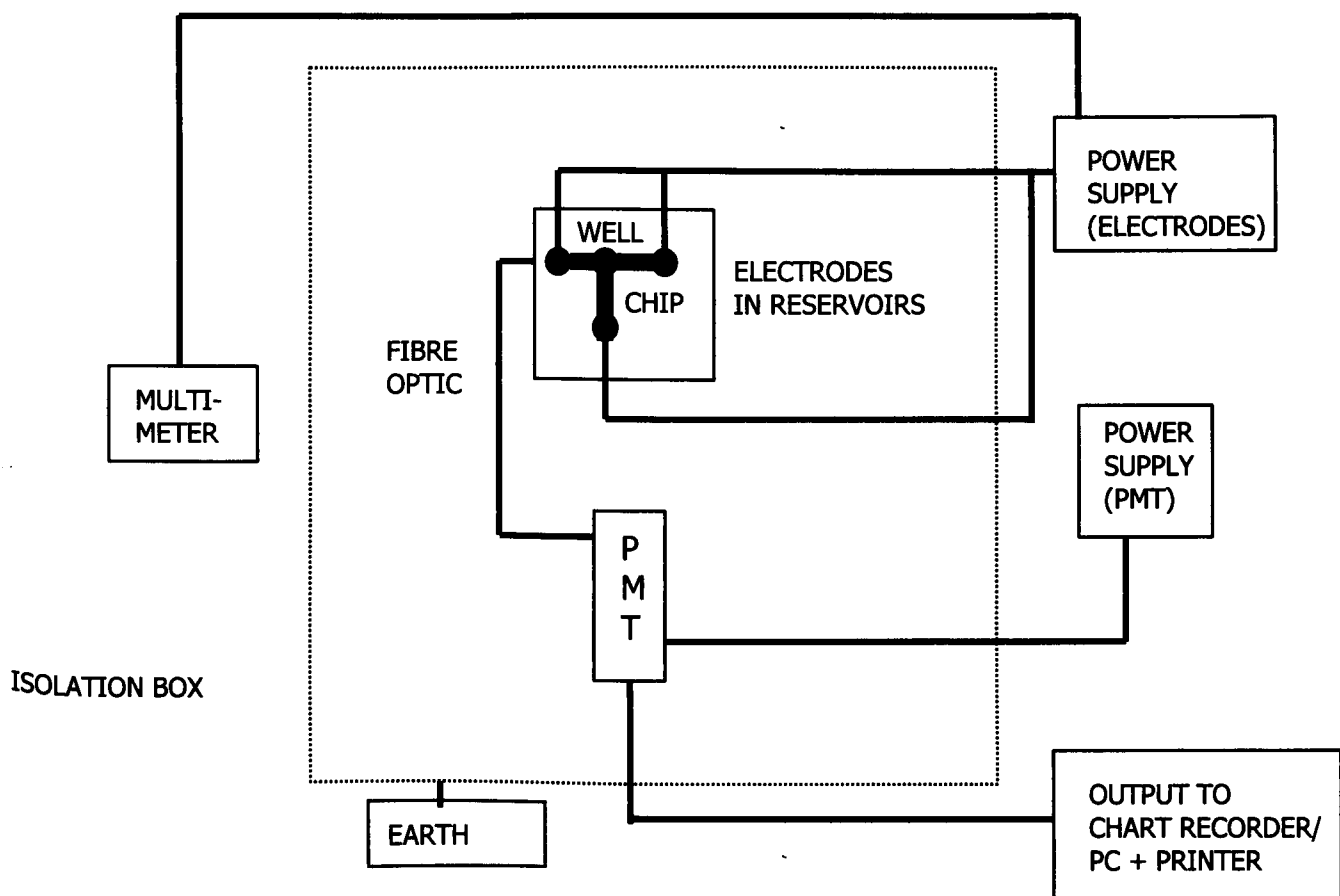 POWER
SUPPLY
(ELECTRODES)
WELL
CHIP
ELECTRODES
IN RESERVOIRS
FIBRE
OPTIC
MULTI-
METER
POWER
SUPPLY
(PMT)
P
M
T
ISOLATION BOX
EARTH
OUTPUT TO
CHART RECORDER/
PC + PRINTER